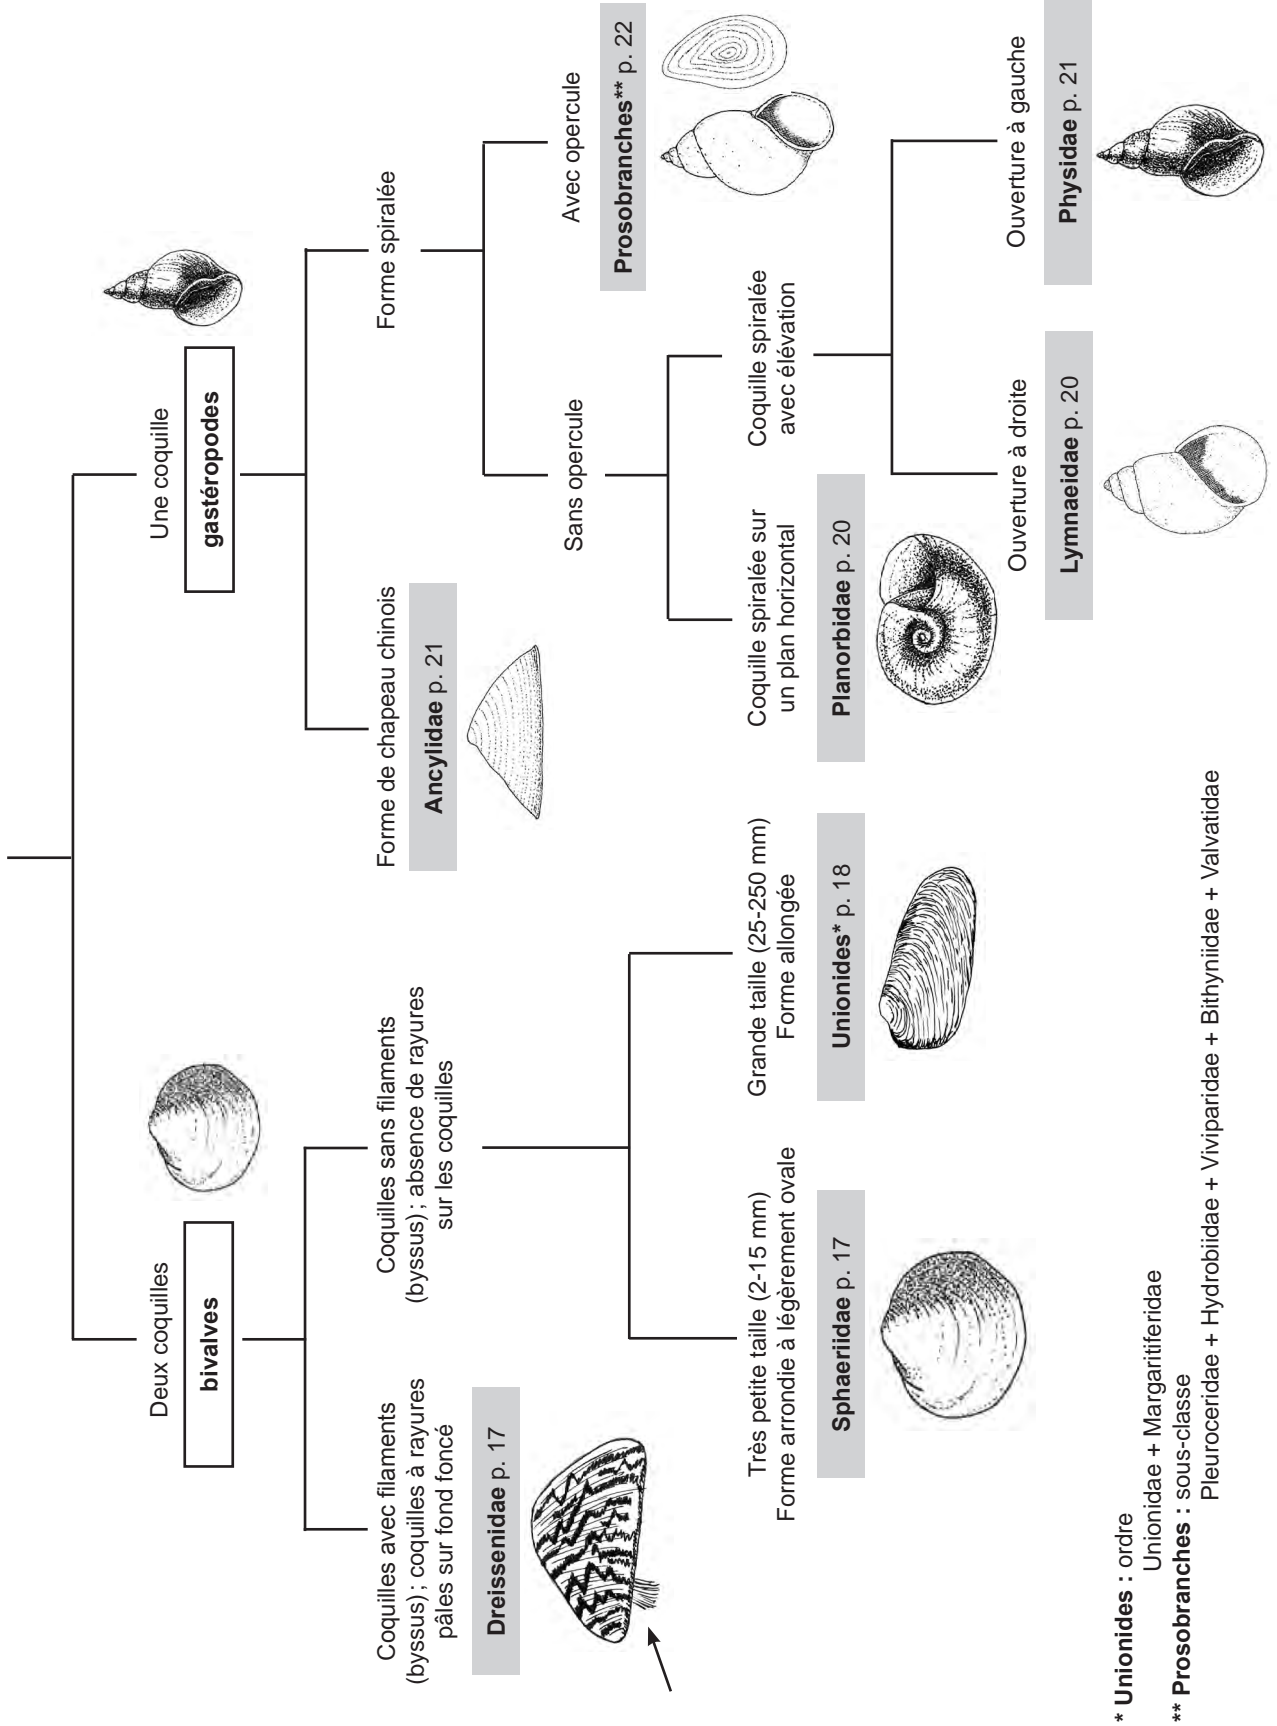 Deux coquilles
bivalves
Coquilles avec filaments
(byssus) ; coquilles à rayures
pâles sur fond foncé
Dreissenidae p. 17
Coquilles sans filaments
(byssus) ; absence de rayures
sur les coquilles
Très petite taille (2-15 mm)
Forme arrondie à légèrement ovale
Sphaeriidae p. 17
Grande taille (25-250 mm)
Forme allongée
Unionides* p. 18
Une coquille
gastéropodes
Forme de chapeau chinois
Ancylidae p. 21
Forme spiralée
Sans opercule
Coquille spiralée sur
un plan horizontal
Planorbidae p. 20
Coquille spiralée
avec élévation
Ouverture à droite
Lymnaeidae p. 20
Ouverture à gauche
Physidae p. 21
Avec opercule
Prosobranches** p. 22
* Unionides : ordre
Unionidae + Margaritiferidae
** Prosobranches : sous-classe
Pleuroceridae + Hydrobiidae + Viviparidae + Bithyniidae + Valvatidae